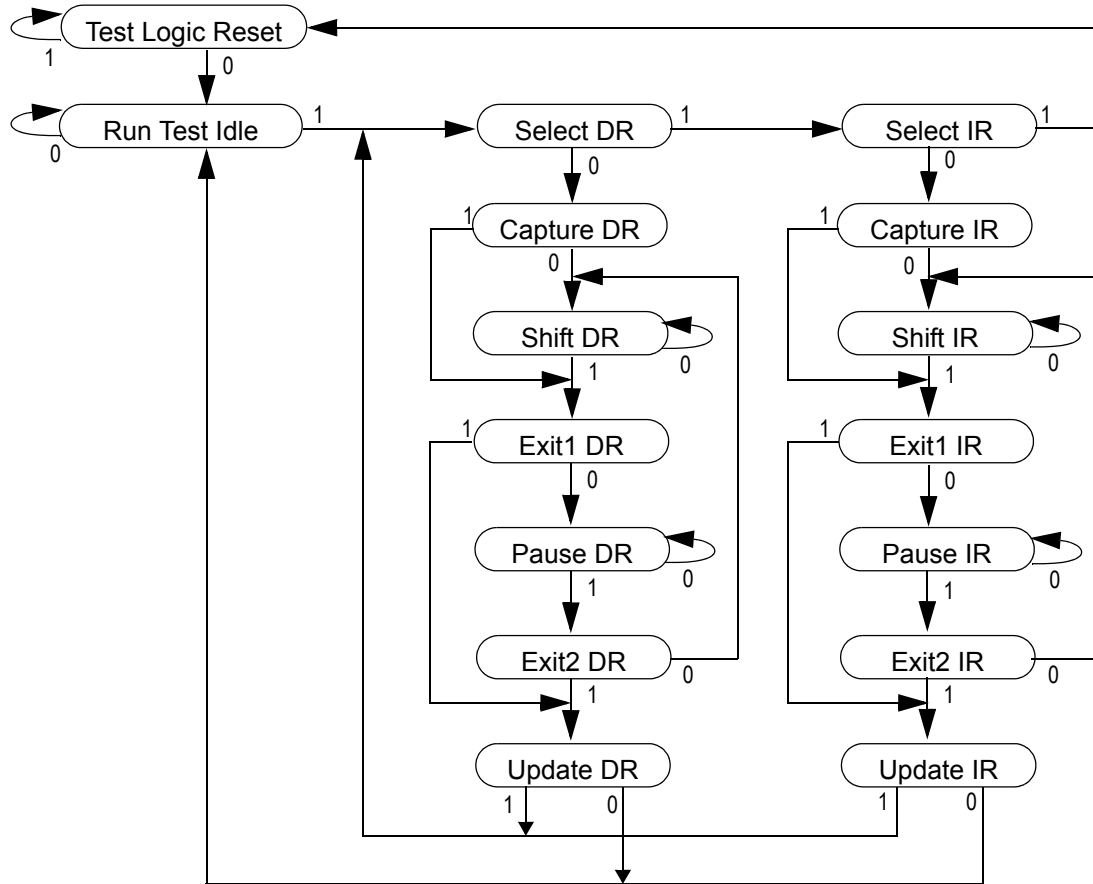 Test Logic Reset
1
0
Run Test Idle
1
Select DR
1
Select IR
1
0
0
0
1
Capture DR
1
Capture IR
0
0
Shift DR
Shift IR
0
0
1
1
1
Exit1 DR
1
Exit1 IR
0
0
Pause DR
Pause IR
0
0
1
1
Exit2 DR
Exit2 IR
0
0
1
1
Update DR
Update IR
1
0
1
0